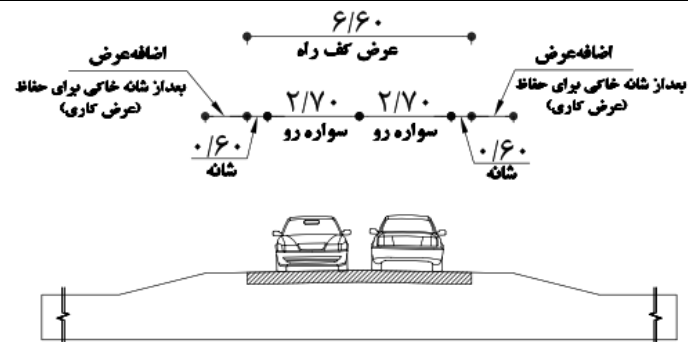 ۶/۶۰
عرض کف راه
اضافه‌عرض
بعداز شانه خاکی برای حفاظ
(عرض کاری)
۲/۷۰
سواره رو
۲/۷۰
سواره رو
۰/۶۰
شانه
اضافه‌عرض
بعداز شانه خاکی برای حفاظ
(عرض کاری)
۰/۶۰
شانه